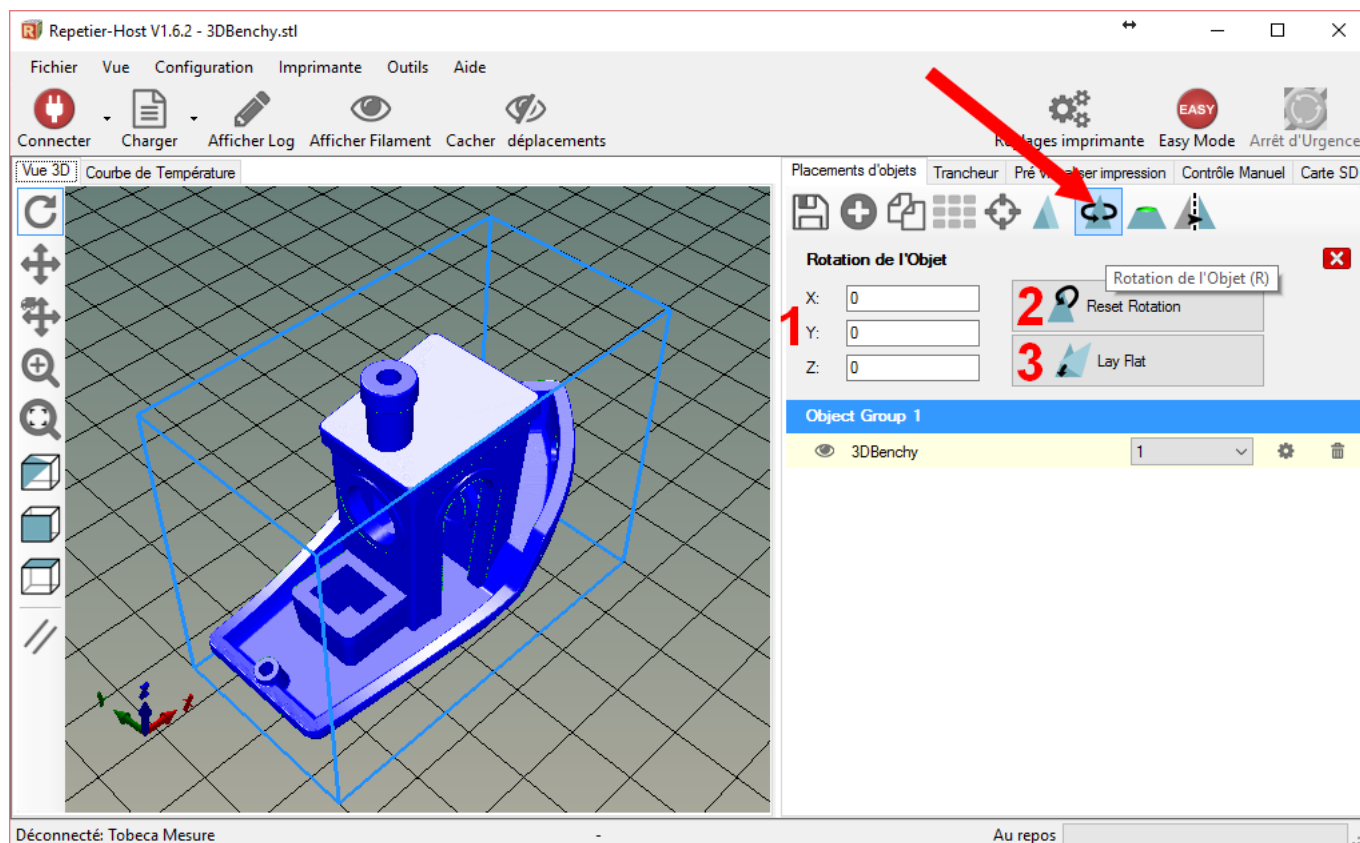 Repetier-Host V1.6.2 - 3DBenchy.stl
Fichier Vue Configuration Imprimante Outils Aide
Connecter Charger Afficher Log Afficher Filament Cacher déplacements Réglages imprimante Easy Mode Arrêt d'Urgence
EASY
Vue 3D Courbe de Température
Placements d'objets Trancheur Pré visualiser impression Contrôle Manuel Carte SD
Rotation de l'Objet
Rotation de l'Objet (R)
1
X: 0
Y: 0
Z: 0
2 Reset Rotation
3 Lay Flat
Object Group 1
3DBenchy 1
Déconnecté: Tobeca Mesure - Au repos